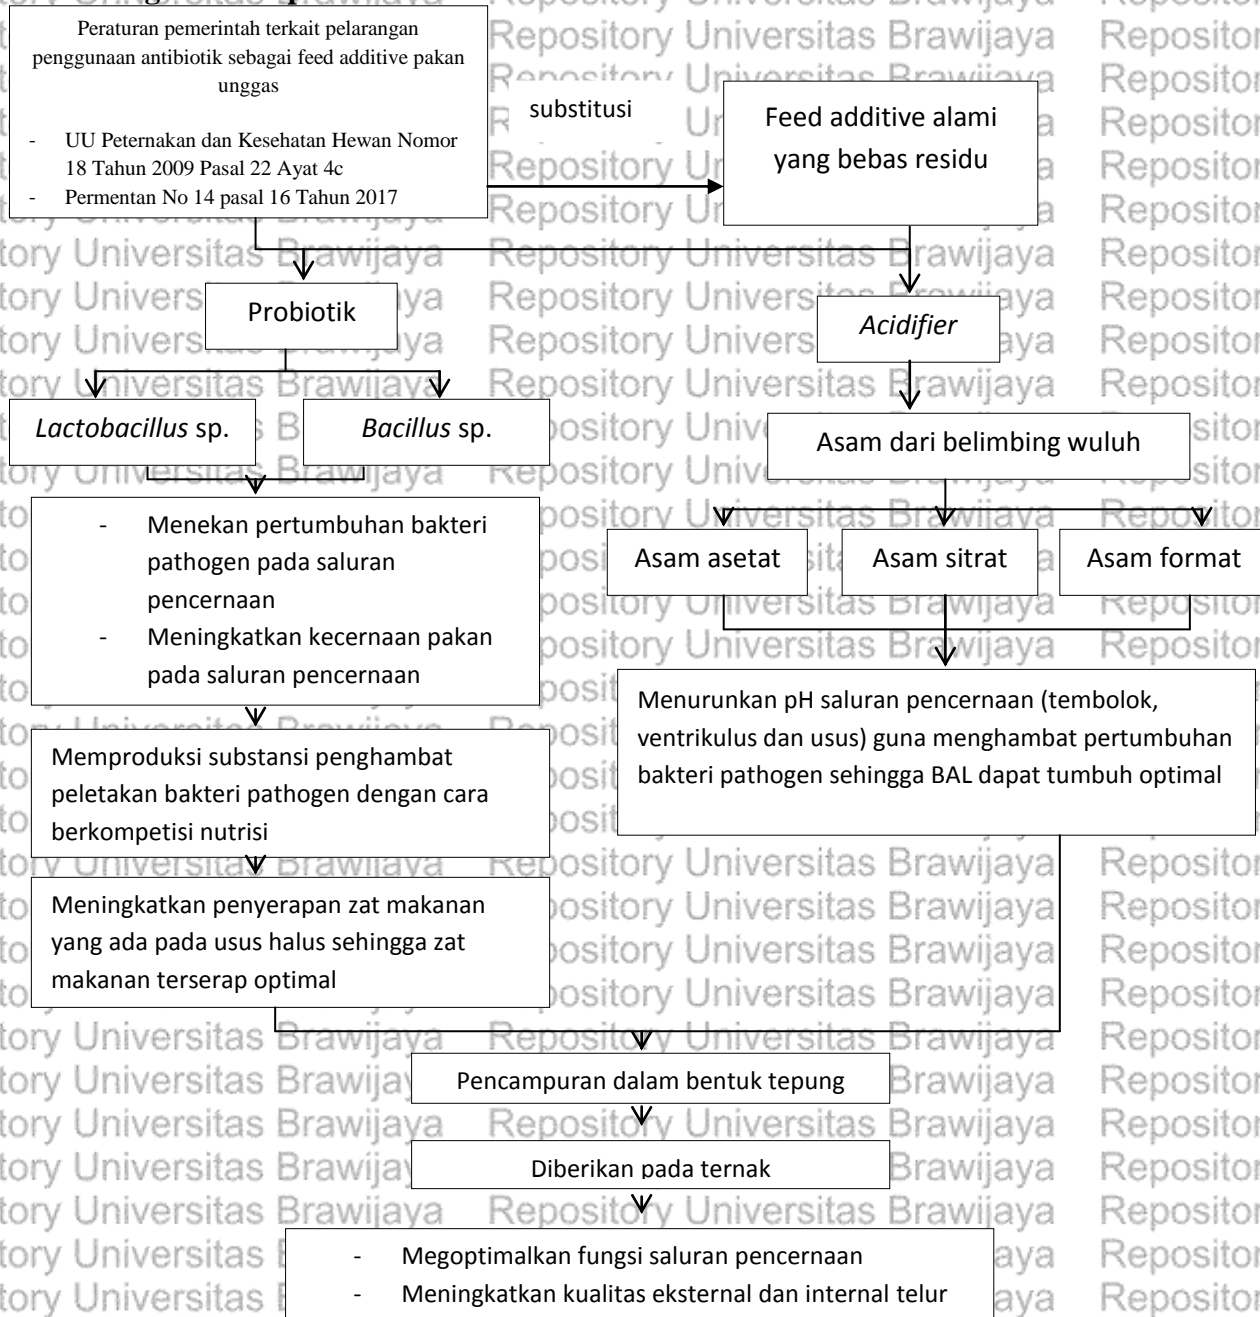 Peraturan pemerintah terkait pelarangan
penggunaan antibiotik sebagai feed additive pakan
unggas
- UU Peternakan dan Kesehatan Hewan Nomor
18 Tahun 2009 Pasal 22 Ayat 4c
- Permentan No 14 pasal 16 Tahun 2017
substitusi
Feed additive alami
yang bebas residu
Probiotik
Acidifier
Lactobacillus sp.
Bacillus sp.
Asam dari belimbing wuluh
- Menekan pertumbuhan bakteri
pathogen pada saluran
pencernaan
- Meningkatkan kecernaan pakan
pada saluran pencernaan
Asam asetat
Asam sitrat
Asam format
Menurunkan pH saluran pencernaan (tembolok,
ventrikulus dan usus) guna menghambat pertumbuhan
bakteri pathogen sehingga BAL dapat tumbuh optimal
Memproduksi substansi penghambat
peletakan bakteri pathogen dengan cara
berkompetisi nutrisi
Meningkatkan penyerapan zat makanan
yang ada pada usus halus sehingga zat
makanan terserap optimal
Pencampuran dalam bentuk tepung
Diberikan pada ternak
- Megoptimalkan fungsi saluran pencernaan
- Meningkatkan kualitas eksternal dan internal telur
Repository Universitas Brawijaya